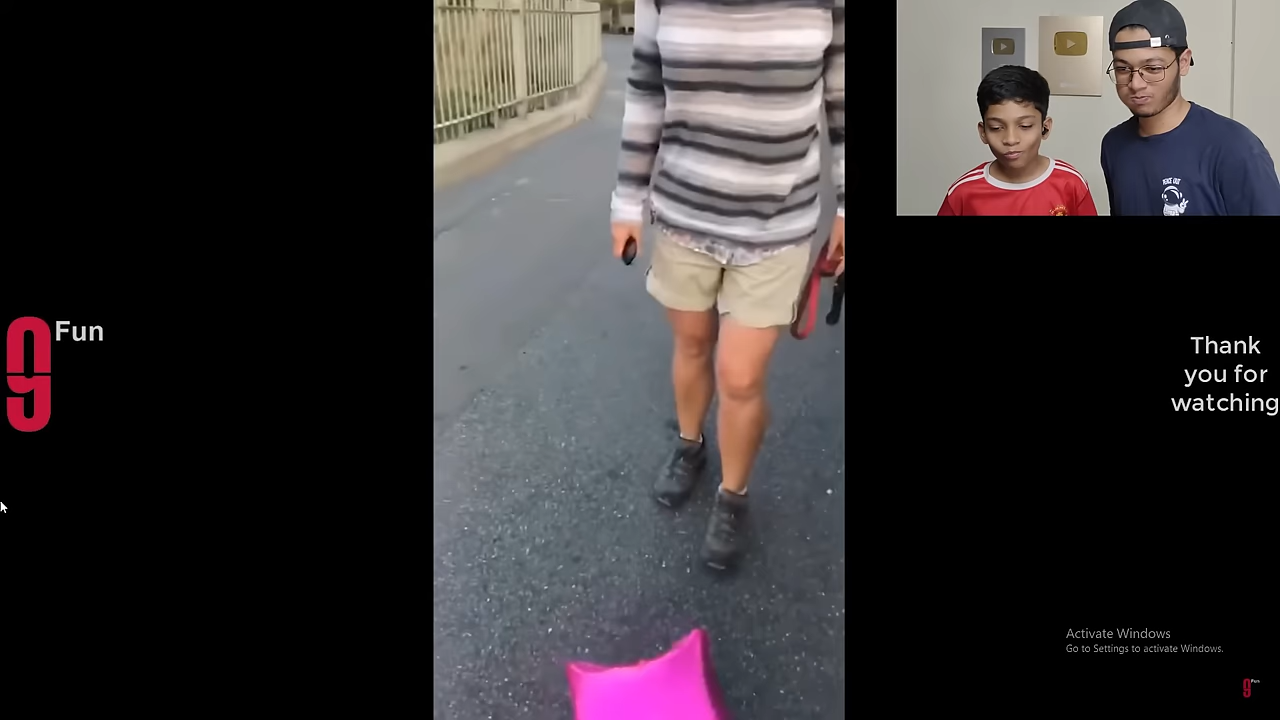 9 Fun
Thank
you for
watching
Activate Windows
Go to Settings to activate Windows.